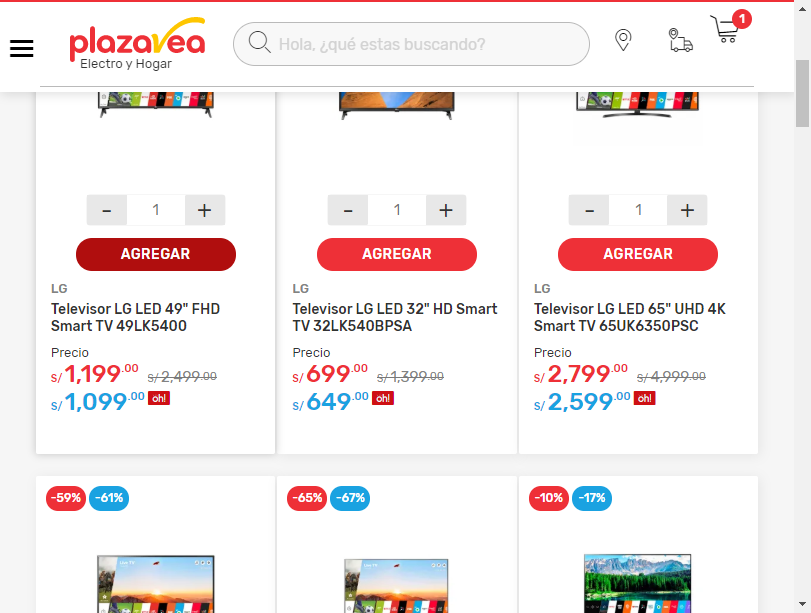 plazavea
Electro y Hogar
Hola, ¿qué estas buscando?
1
- 1 +
- 1 +
- 1 +
AGREGAR
AGREGAR
AGREGAR
LG
Televisor LG LED 49" FHD
Smart TV 49LK5400
Precio
s/ 1,199.00 s/ 2,499.00
s/ 1,099.00 oh!
LG
Televisor LG LED 32" HD Smart
TV 32LK540BPSA
Precio
s/ 699.00 s/ 1,399.00
s/ 649.00 oh!
LG
Televisor LG LED 65" UHD 4K
Smart TV 65UK6350PSC
Precio
s/ 2,799.00 s/ 4,999.00
s/ 2,599.00 oh!
-59% -61%
-65% -67%
-10% -17%